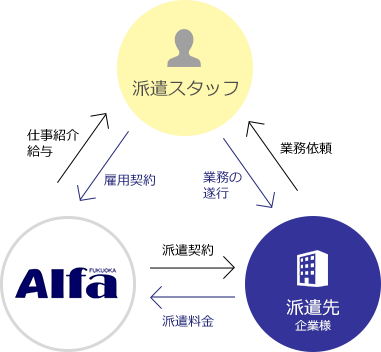 派遣スタッフ
仕事紹介
給与
雇用契約
業務の
遂行
業務依頼
FUKUOKA
Alfa
派遣契約
派遣料金
派遣先
企業様